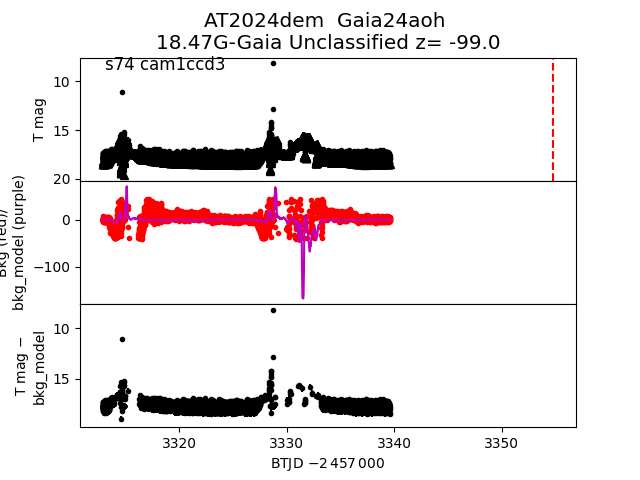 AT2024dem  Gaia24aoh
18.47G-Gaia Unclassified z= -99.0
s74 cam1ccd3
T mag
10
15
20
Bkg (red)/
bkg_model (purple)
0
−100
T mag −
bkg_model
10
15
3320
3330
3340
3350
BTJD −2 457 000